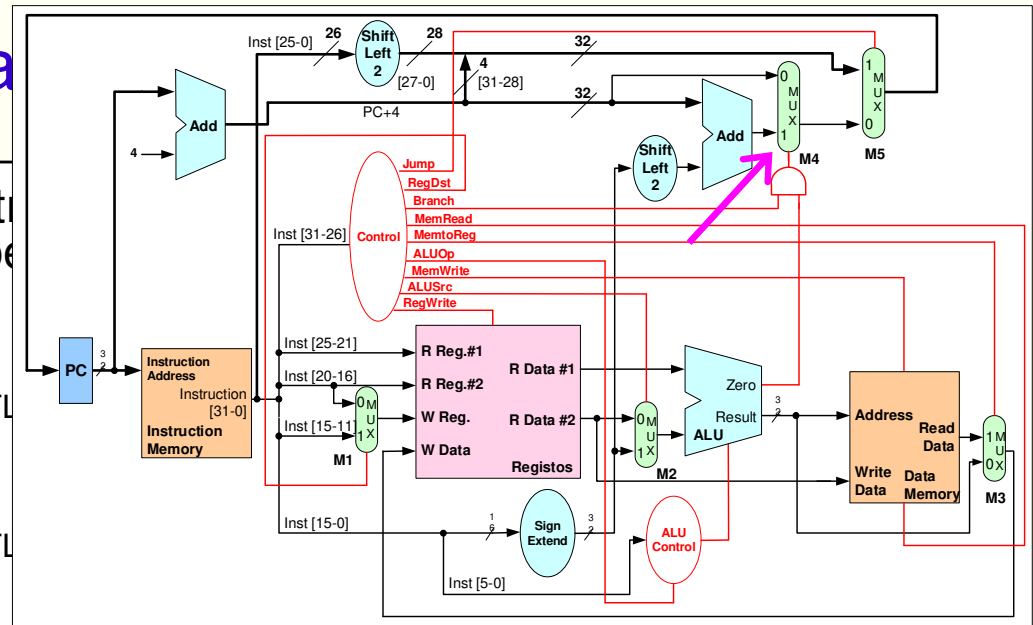 Inst [25-0]
26
Shift
Left
2
28
[27-0]
4
[31-28]
32
32
PC+4
Add
4
0
M
U
X
1
M4
1
M
U
X
0
M5
Add
Shift
Left
2
Jump
RegDst
Branch
MemRead
MemtoReg
ALUOp
MemWrite
ALUSrc
RegWrite
Control
Inst [31-26]
PC
32
Instruction
Address
Instruction
[31-0]
Instruction
Memory
Inst [25-21]
Inst [20-16]
Inst [15-11]
0 M
U
1 X
M1
R Reg.#1
R Reg.#2
W Reg.
W Data
R Data #1
R Data #2
Registos
0 M
U
1 X
M2
Zero
Result
ALU
32
Address
Read
Data
Write
Data
Data
Memory
1 M
U
0 X
M3
Inst [15-0]
16
Sign
Extend
32
ALU
Control
Inst [5-0]